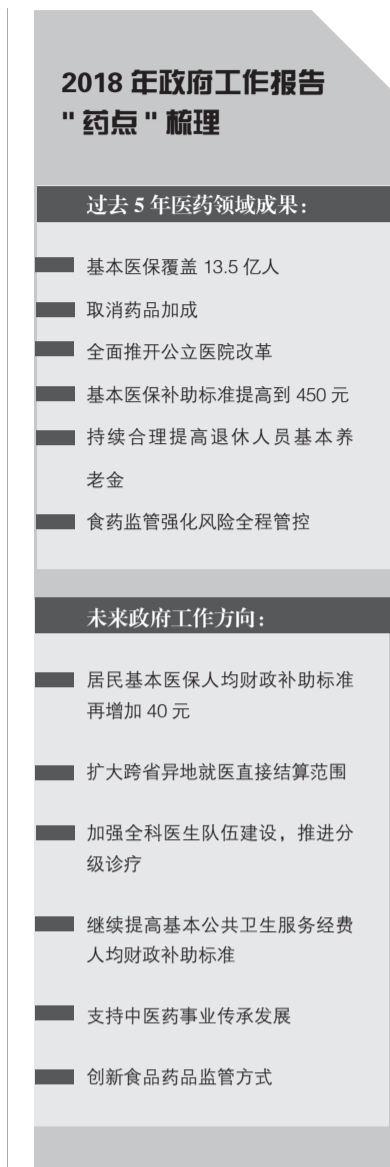 2018 年政府工作报告
"药点"梳理
过去 5 年医药领域成果：
基本医保覆盖 13.5 亿人
取消药品加成
全面推开公立医院改革
基本医保补助标准提高到 450 元
持续合理提高退休人员基本养
老金
食药监管强化风险全程管控
未来政府工作方向：
居民基本医保人均财政补助标准
再增加 40 元
扩大跨省异地就医直接结算范围
加强全科医生队伍建设，推进分
级诊疗
继续提高基本公共卫生服务经费
人均财政补助标准
支持中医药事业传承发展
创新食品药品监管方式